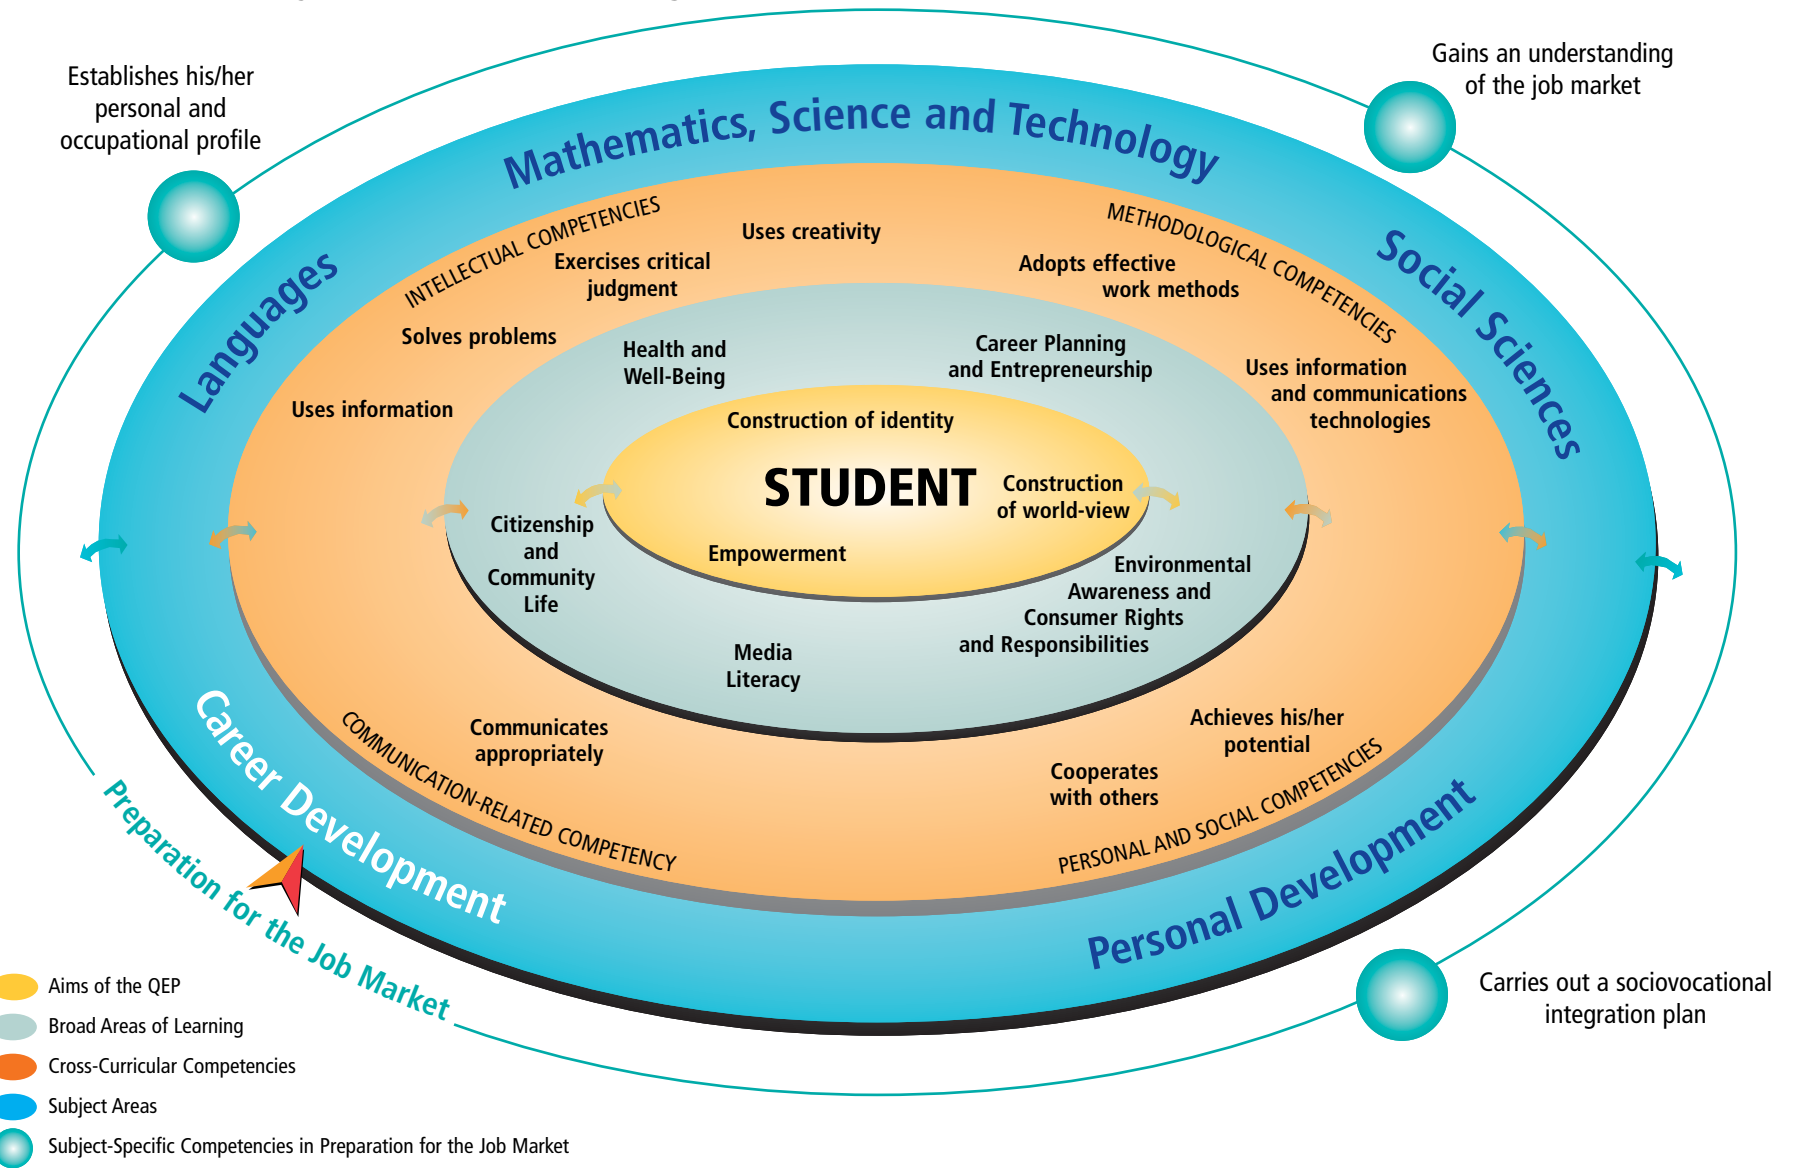 Establishes his/her
personal and
occupational profile
Gains an understanding
of the job market
Mathematics, Science and Technology
Languages
Social Sciences
INTELLECTUAL COMPETENCIES
METHODOLOGICAL COMPETENCIES
Uses creativity
Exercises critical
judgment
Adopts effective
work methods
Solves problems
Uses information
Uses information
and communications
technologies
Health and
Well-Being
Career Planning
and Entrepreneurship
Construction of identity
STUDENT
Construction
of world-view
Empowerment
Citizenship
and
Community
Life
Environmental
Awareness and
Consumer Rights
and Responsibilities
Media
Literacy
Communicates
appropriately
Achieves his/her
potential
Cooperates
with others
COMMUNICATION-RELATED COMPETENCY
PERSONAL AND SOCIAL COMPETENCIES
Career Development
Personal Development
Preparation for the Job Market
Carries out a sociovocational
integration plan
Aims of the QEP
Broad Areas of Learning
Cross-Curricular Competencies
Subject Areas
Subject-Specific Competencies in Preparation for the Job Market